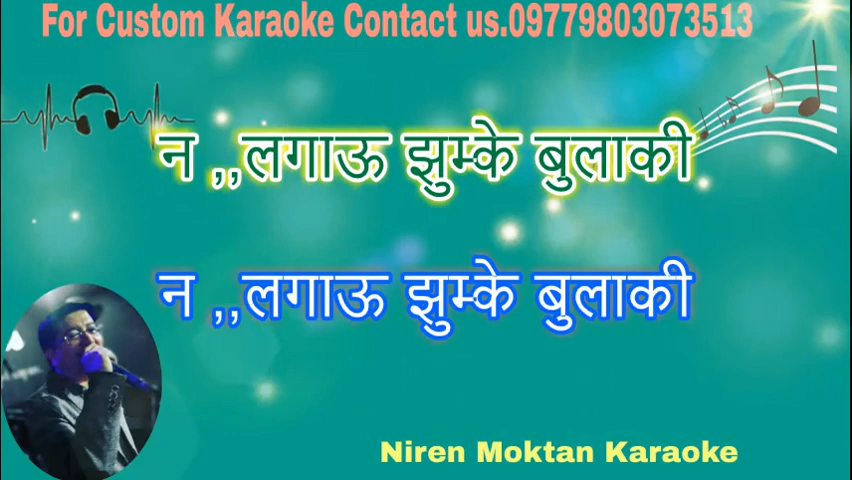 For Custom Karaoke Contact us.09779803073513
न ,,लगाऊ झुम्के बुलाकी
न ,,लगाऊ झुम्के बुलाकी
Niren Moktan Karaoke